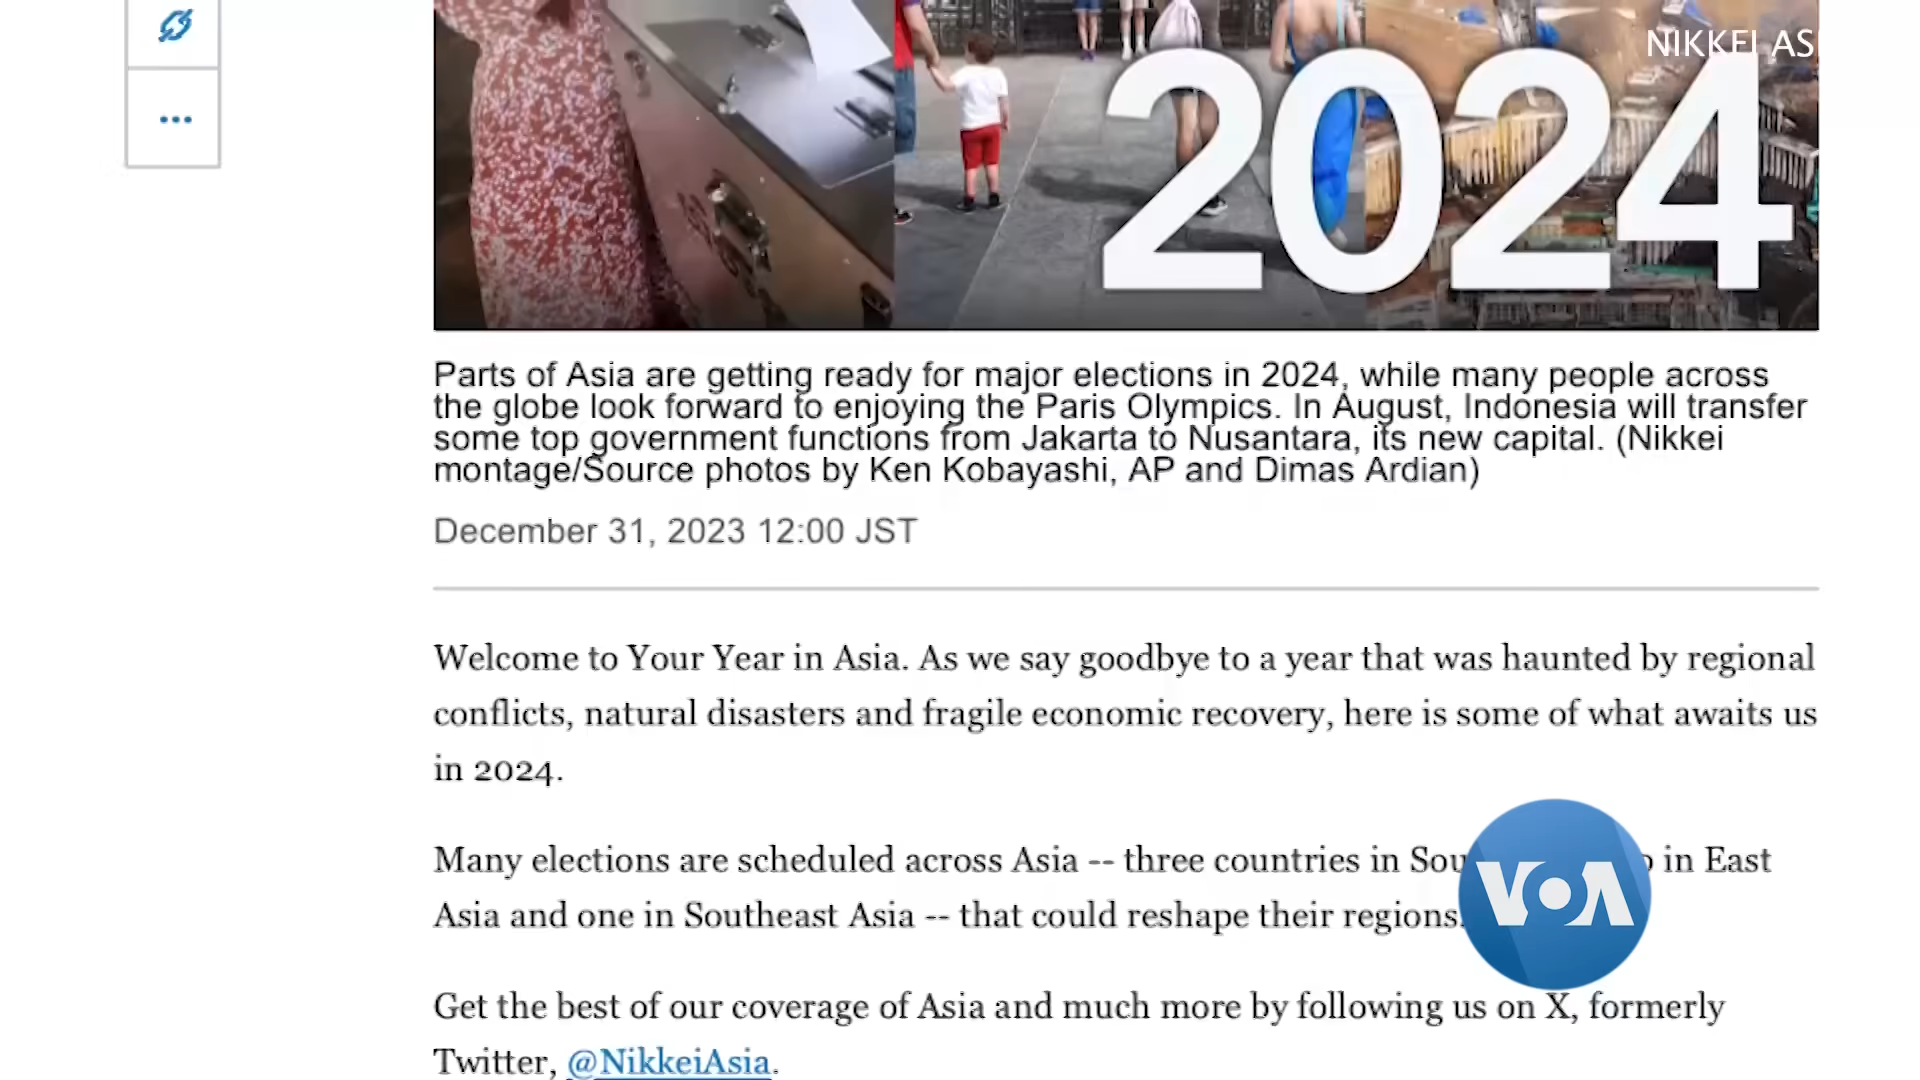 NIKKEI AS
2024
Parts of Asia are getting ready for major elections in 2024, while many people across
the globe look forward to enjoying the Paris Olympics. In August, Indonesia will transfer
some top government functions from Jakarta to Nusantara, its new capital. (Nikkei
montage/Source photos by Ken Kobayashi, AP and Dimas Ardian)
December 31, 2023 12:00 JST
Welcome to Your Year in Asia. As we say goodbye to a year that was haunted by regional
conflicts, natural disasters and fragile economic recovery, here is some of what awaits us
in 2024.
Many elections are scheduled across Asia -- three countries in in East
Asia and one in Southeast Asia -- that could reshape their regions.
VOA
Get the best of our coverage of Asia and much more by following us on X, formerly
Twitter, @NikkeiAsia.